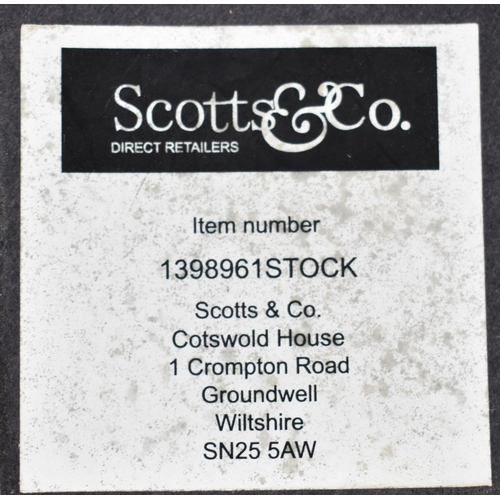 Scotts&Co.
DIRECT RETAILERS
Item number
1398961STOCK
Scotts & Co.
Cotswold House
1 Crompton Road
Groundwell
Wiltshire
SN25 5AW